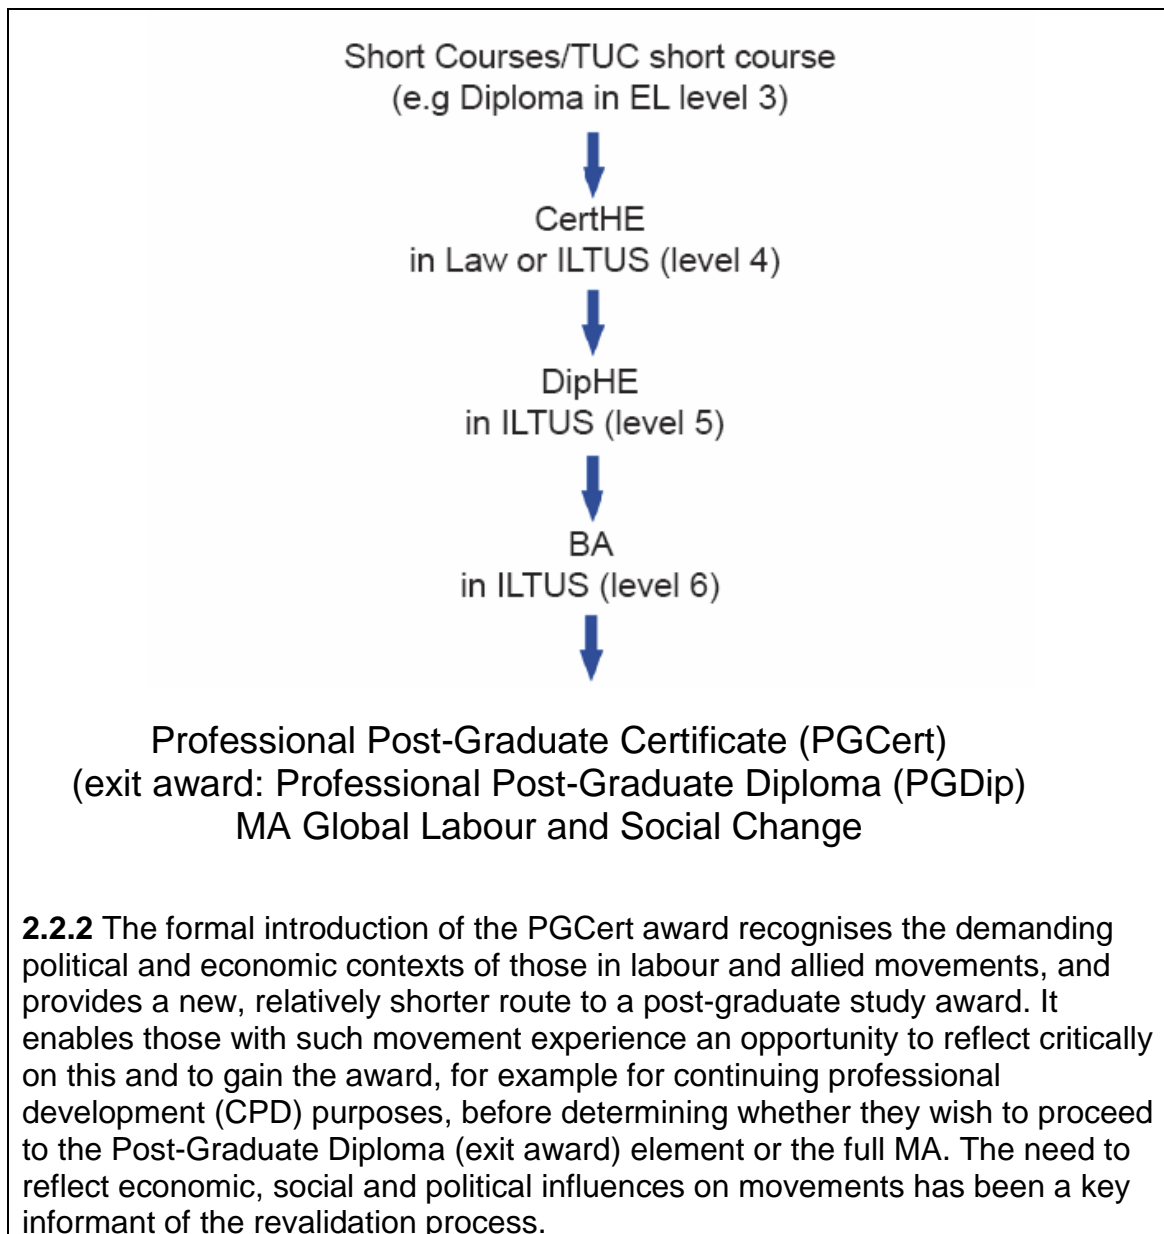 Short Courses/TUC short course
(e.g Diploma in EL level 3)
CertHE
in Law or ILTUS (level 4)
DipHE
in ILTUS (level 5)
BA
in ILTUS (level 6)
Professional Post-Graduate Certificate (PGCert)
(exit award: Professional Post-Graduate Diploma (PGDip)
MA Global Labour and Social Change
2.2.2 The formal introduction of the PGCert award recognises the demanding
political and economic contexts of those in labour and allied movements, and
provides a new, relatively shorter route to a post-graduate study award. It
enables those with such movement experience an opportunity to reflect critically
on this and to gain the award, for example for continuing professional
development (CPD) purposes, before determining whether they wish to proceed
to the Post-Graduate Diploma (exit award) element or the full MA. The need to
reflect economic, social and political influences on movements has been a key
informant of the revalidation process.